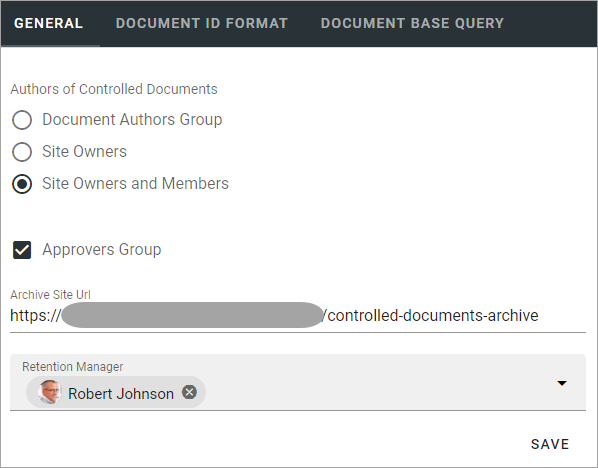 GENERAL DOCUMENT ID FORMAT DOCUMENT BASE QUERY
Authors of Controlled Documents
Document Authors Group
Site Owners
Site Owners and Members
Approvers Group
Archive Site Url
https:// /controlled-documents-archive
Retention Manager
Robert Johnson
SAVE